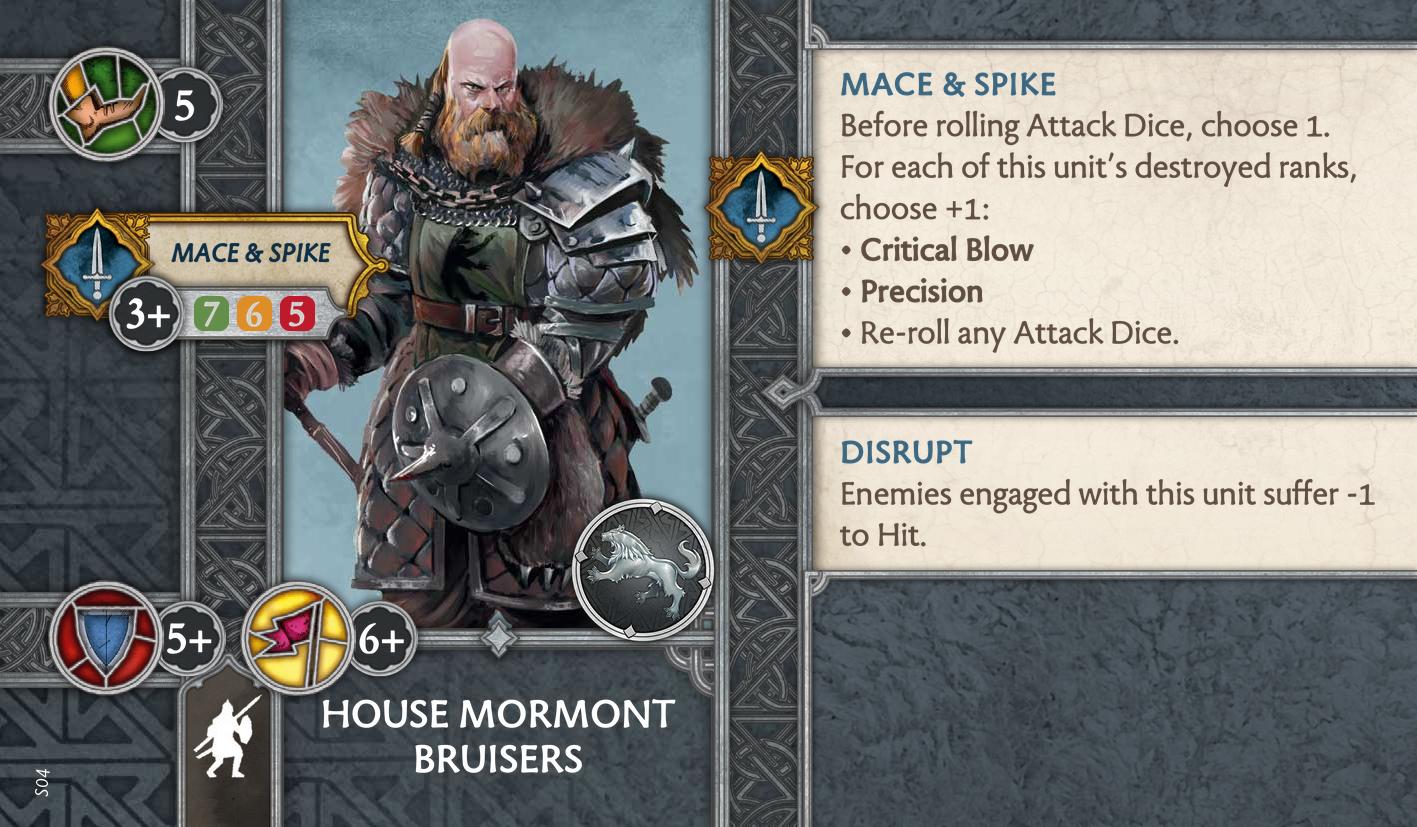 5
MACE & SPIKE
3+ 7 6 5
5+ 6+
HOUSE MORMONT
BRUISERS
S04
MACE & SPIKE
Before rolling Attack Dice, choose 1.
For each of this unit's destroyed ranks,
choose +1:
• Critical Blow
• Precision
• Re-roll any Attack Dice.
DISRUPT
Enemies engaged with this unit suffer -1
to Hit.